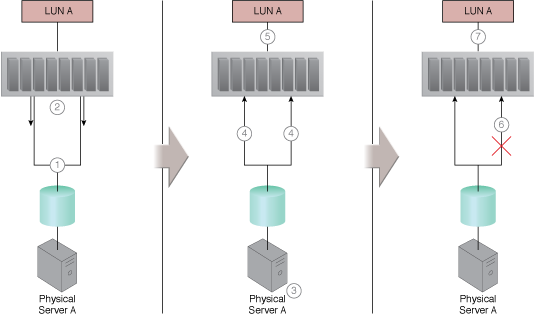 LUN A
2
1
Physical
Server A
LUN A
5
4 4
3
Physical
Server A
LUN A
7
6
Physical
Server A